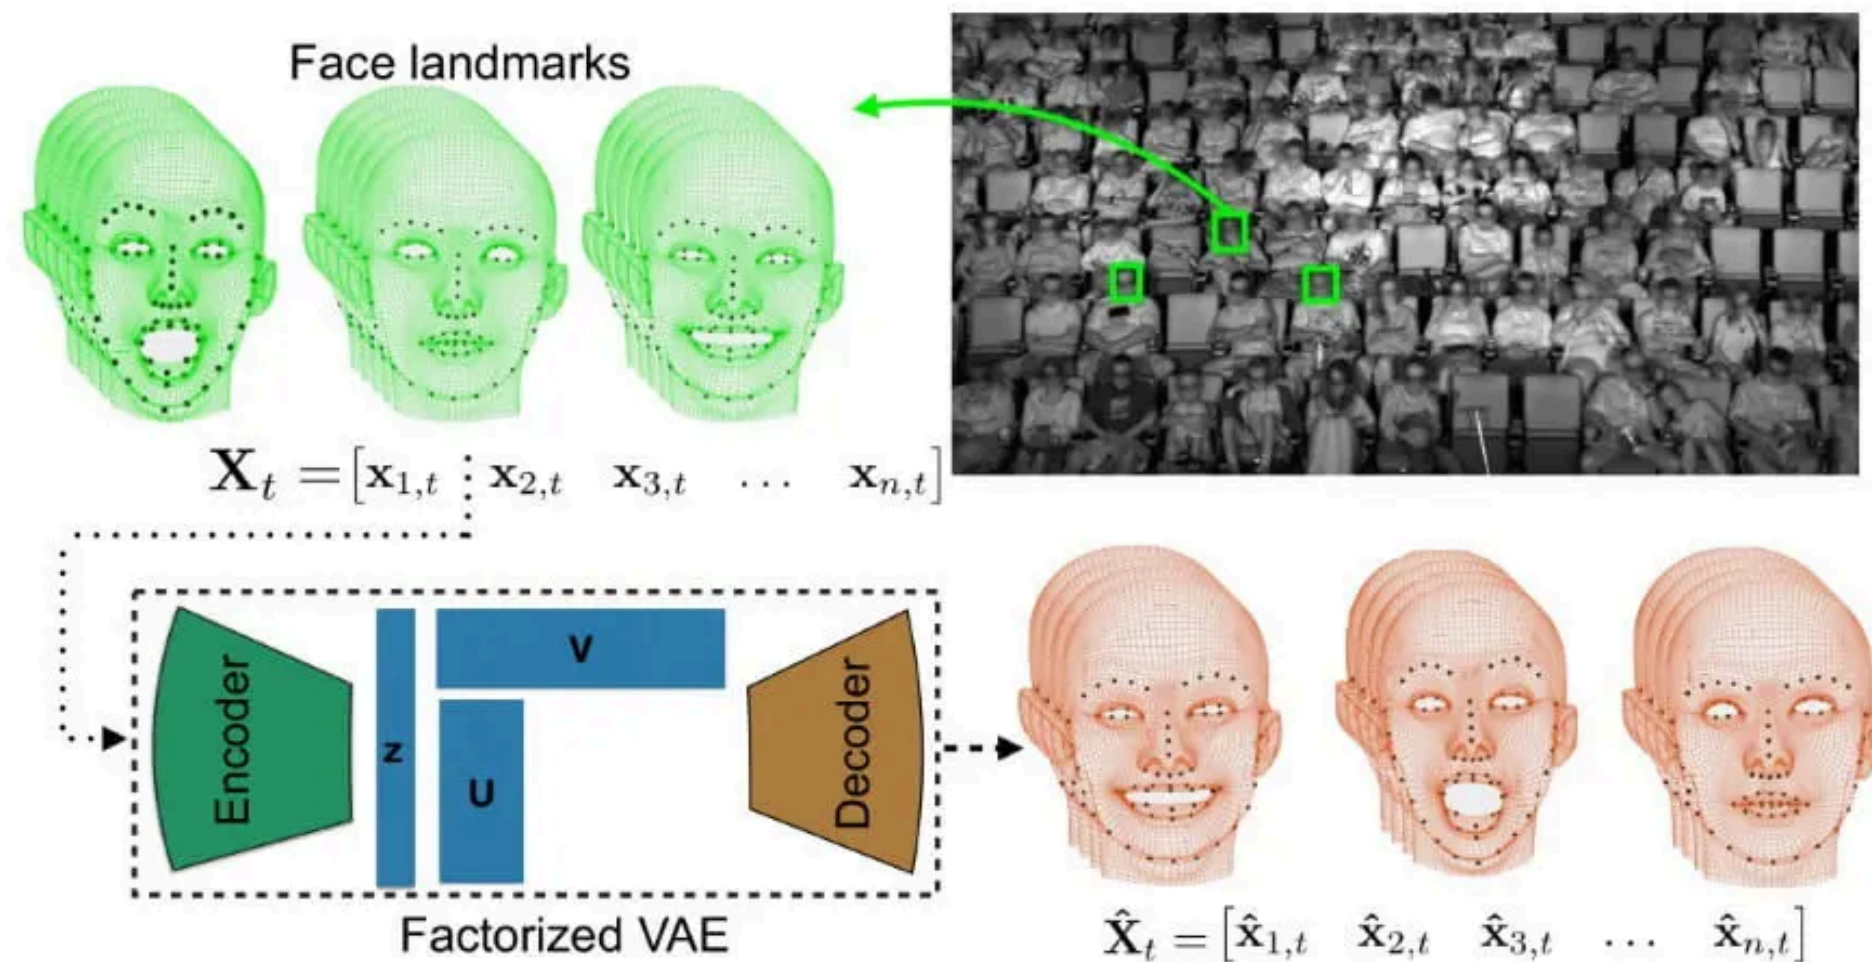 Face landmarks
X_t = [x_{1,t} x_{2,t} x_{3,t} … x_{n,t}]
Encoder
z
V
U
Decoder
Factorized VAE
X̂_t = [x̂_{1,t} x̂_{2,t} x̂_{3,t} … x̂_{n,t}]